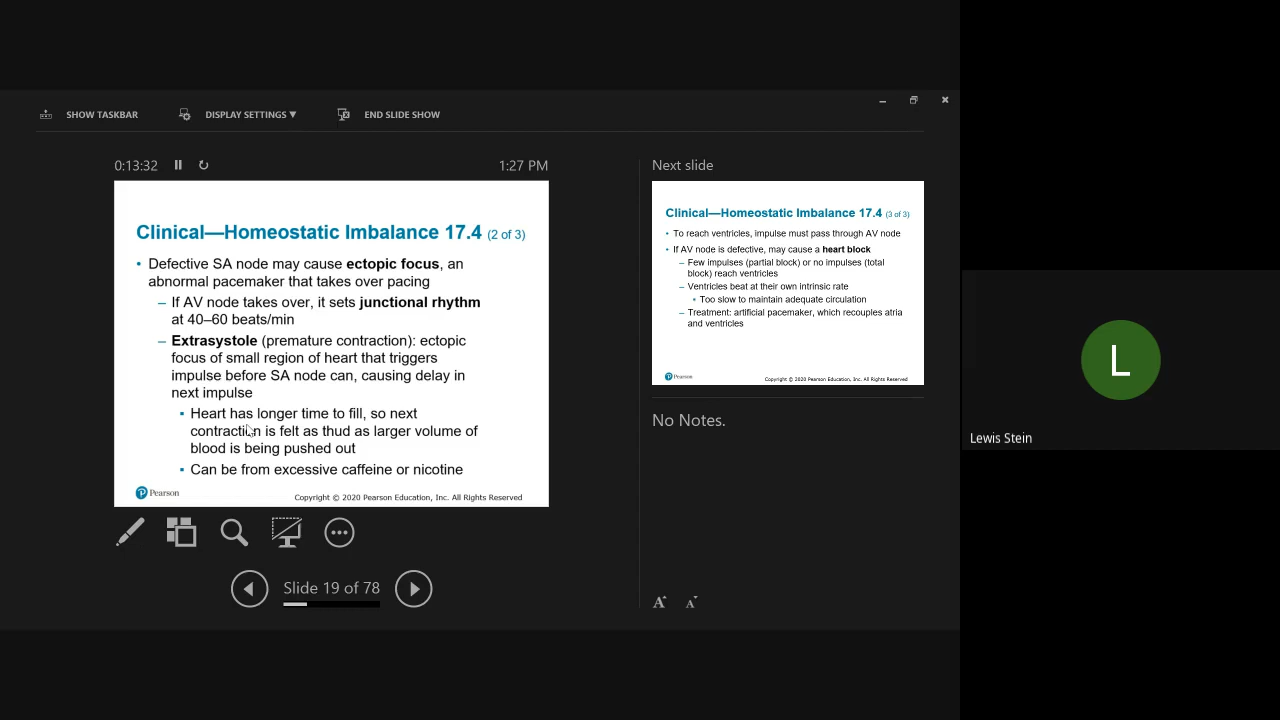 SHOW TASKBAR
DISPLAY SETTINGS ▼
END SLIDE SHOW
0:13:32
1:27 PM
Clinical—Homeostatic Imbalance 17.4 (2 of 3)
• Defective SA node may cause ectopic focus, an
abnormal pacemaker that takes over pacing
– If AV node takes over, it sets junctional rhythm
at 40–60 beats/min
– Extrasystole (premature contraction): ectopic
focus of small region of heart that triggers
impulse before SA node can, causing delay in
next impulse
▪ Heart has longer time to fill, so next
contraction is felt as thud as larger volume of
blood is being pushed out
▪ Can be from excessive caffeine or nicotine
Pearson
Copyright © 2020 Pearson Education, Inc. All Rights Reserved
Slide 19 of 78
Next slide
Clinical—Homeostatic Imbalance 17.4 (3 of 3)
• To reach ventricles, impulse must pass through AV node
• If AV node is defective, may cause a heart block
– Few impulses (partial block) or no impulses (total
block) reach ventricles
– Ventricles beat at their own intrinsic rate
▪ Too slow to maintain adequate circulation
– Treatment: artificial pacemaker, which recouples atria
and ventricles
Pearson
Copyright © 2020 Pearson Education, Inc. All Rights Reserved
No Notes.
A A
L
Lewis Stein